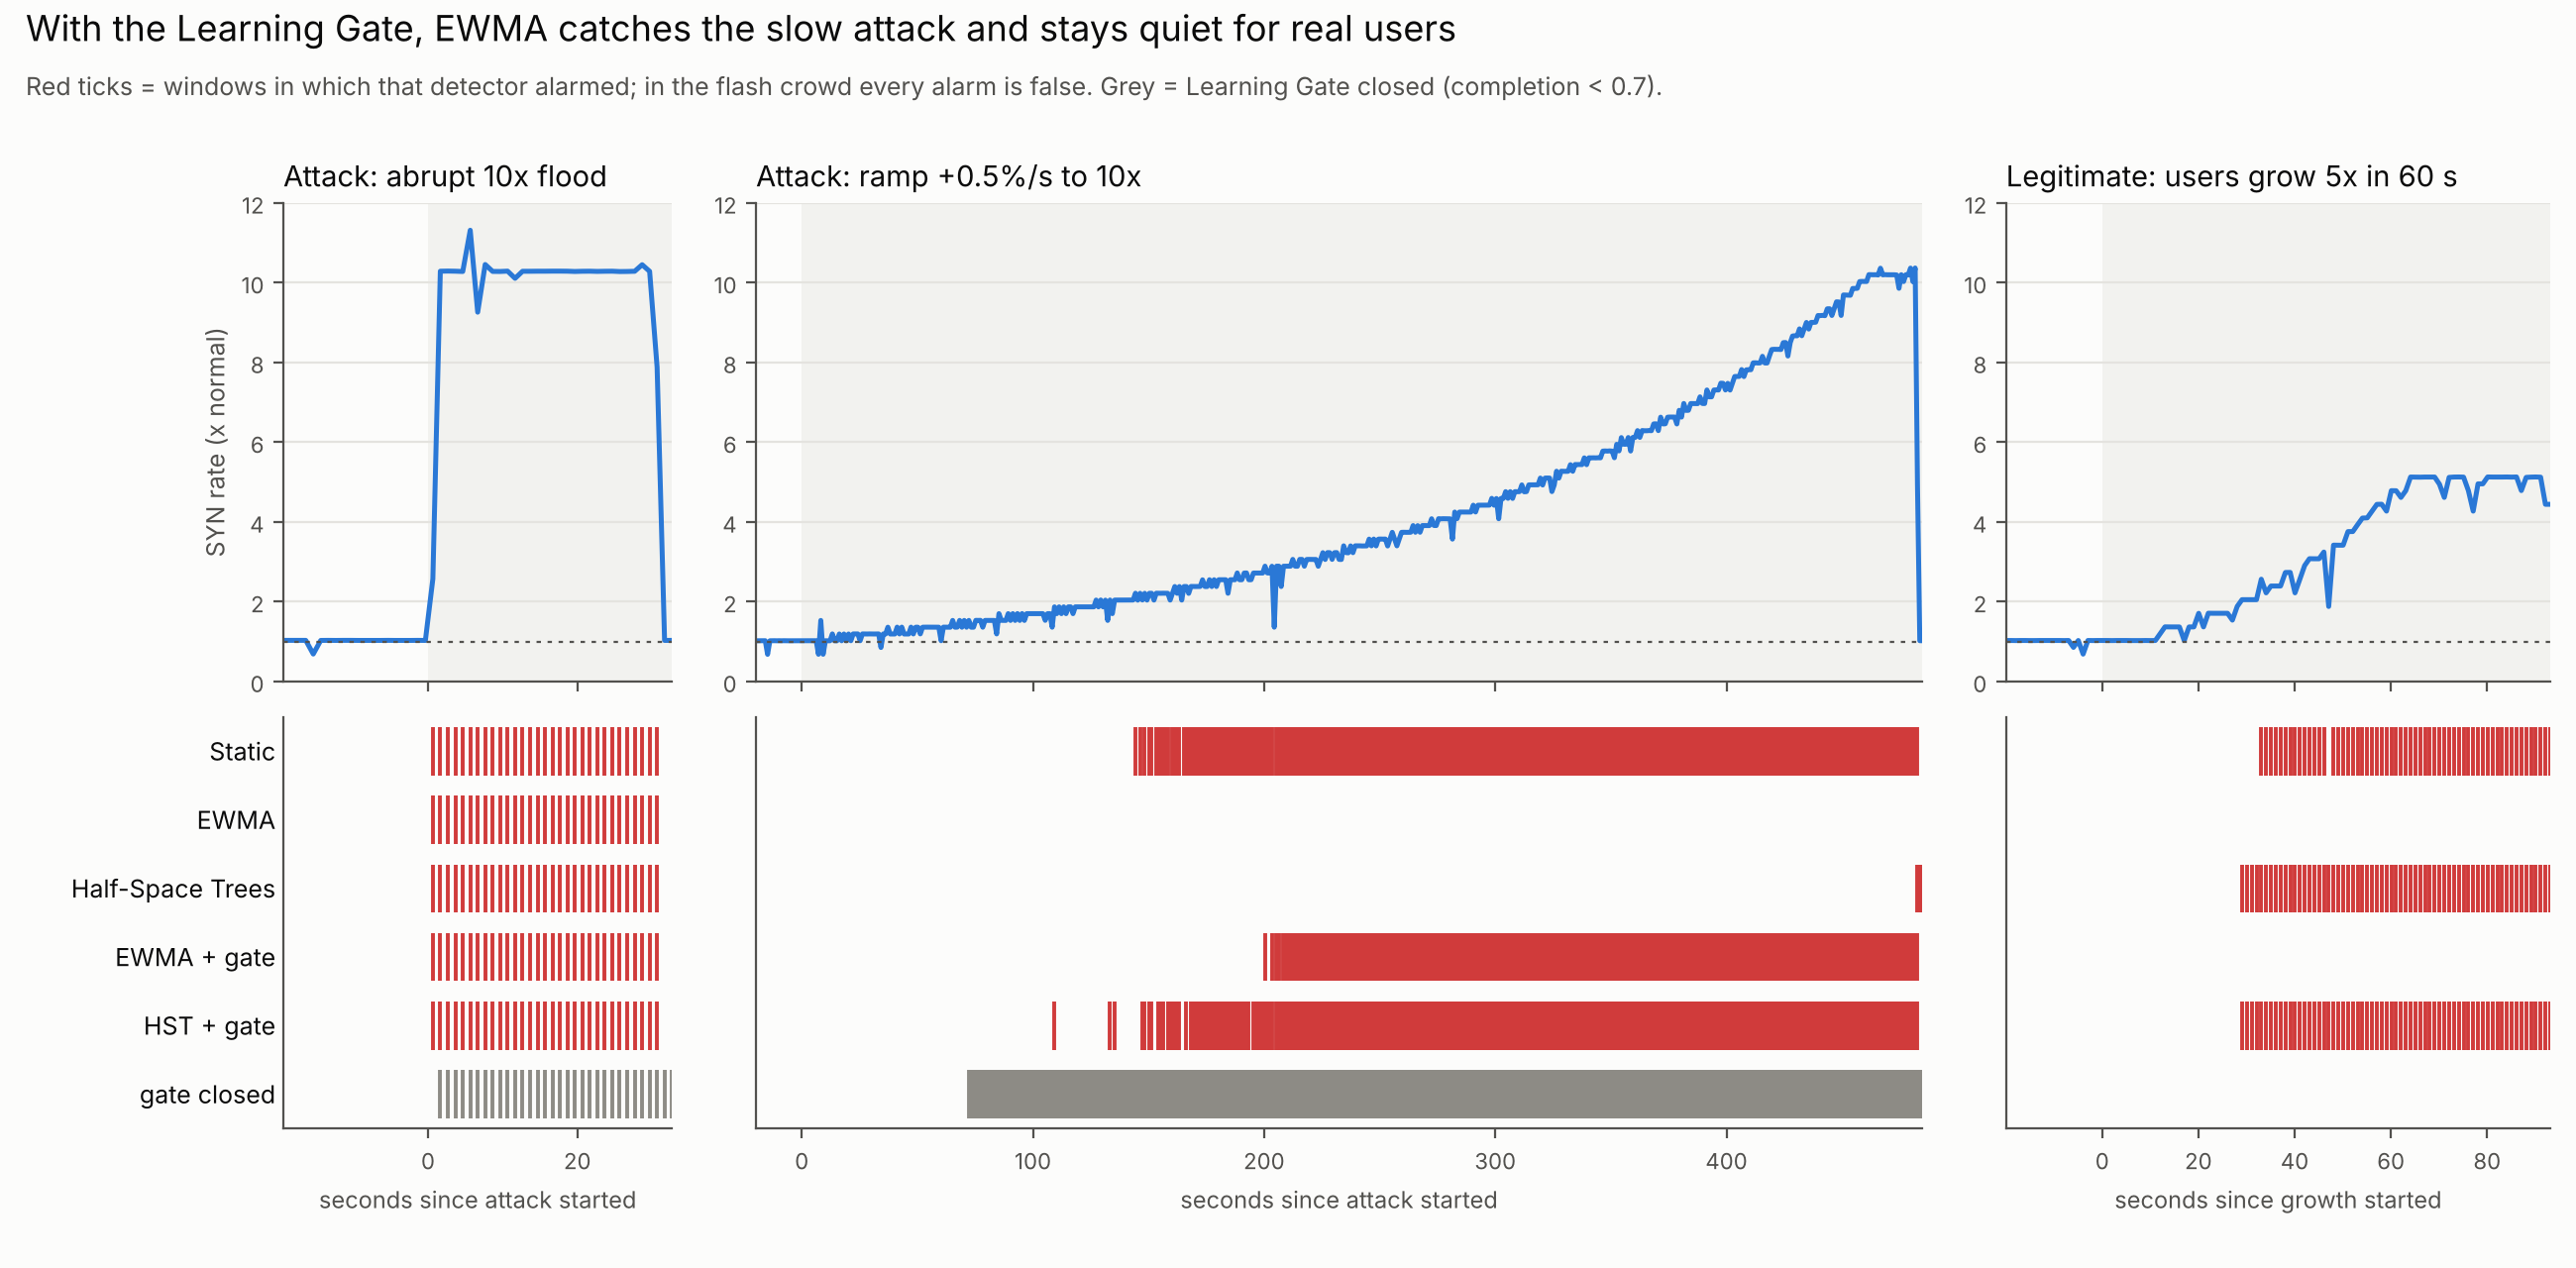 With the Learning Gate, EWMA catches the slow attack and stays quiet for real users
Red ticks = windows in which that detector alarmed; in the flash crowd every alarm is false. Grey = Learning Gate closed (completion < 0.7).
Attack: abrupt 10x flood
12
10
8
6
4
2
0
SYN rate (x normal)
Attack: ramp +0.5%/s to 10x
12
10
8
6
4
2
0
Legitimate: users grow 5x in 60 s
12
10
8
6
4
2
0
Static
EWMA
Half-Space Trees
EWMA + gate
HST + gate
gate closed
0 20
seconds since attack started
0 100 200 300 400
seconds since attack started
0 20 40 60 80
seconds since growth started